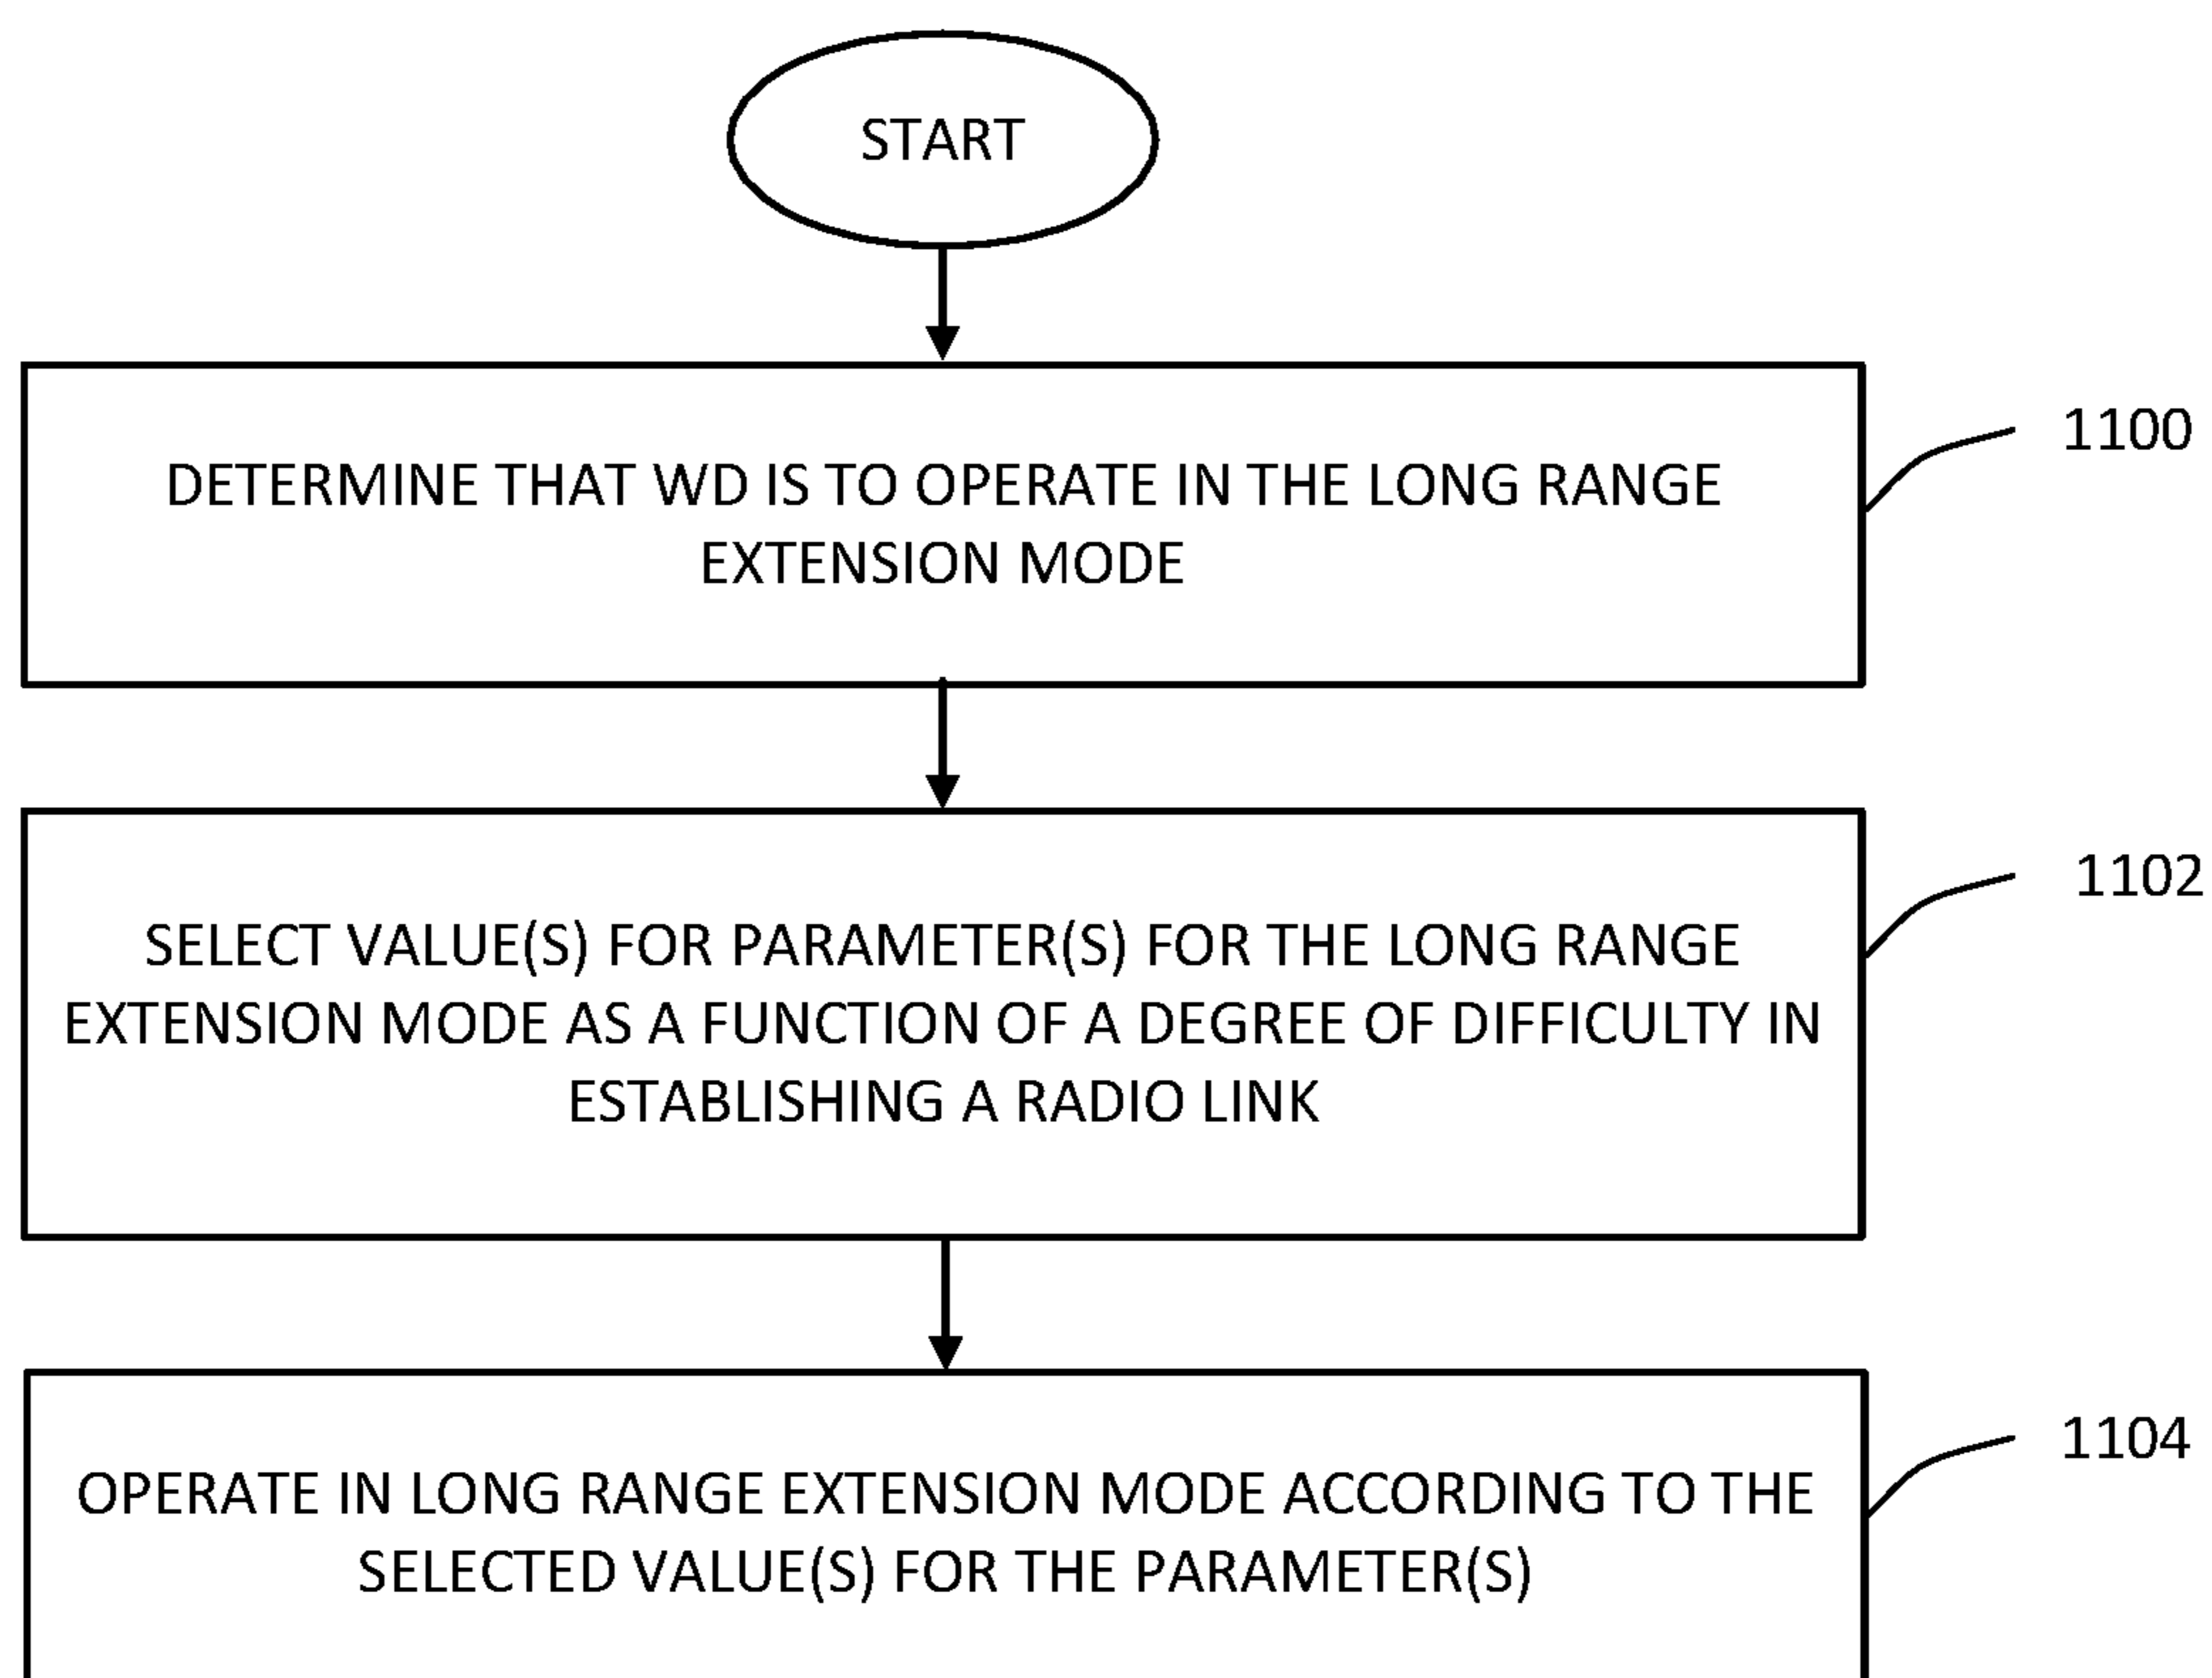 START
DETERMINE THAT WD IS TO OPERATE IN THE LONG RANGE
EXTENSION MODE
1100
SELECT VALUE(S) FOR PARAMETER(S) FOR THE LONG RANGE
EXTENSION MODE AS A FUNCTION OF A DEGREE OF DIFFICULTY IN
ESTABLISHING A RADIO LINK
1102
OPERATE IN LONG RANGE EXTENSION MODE ACCORDING TO THE
SELECTED VALUE(S) FOR THE PARAMETER(S)
1104